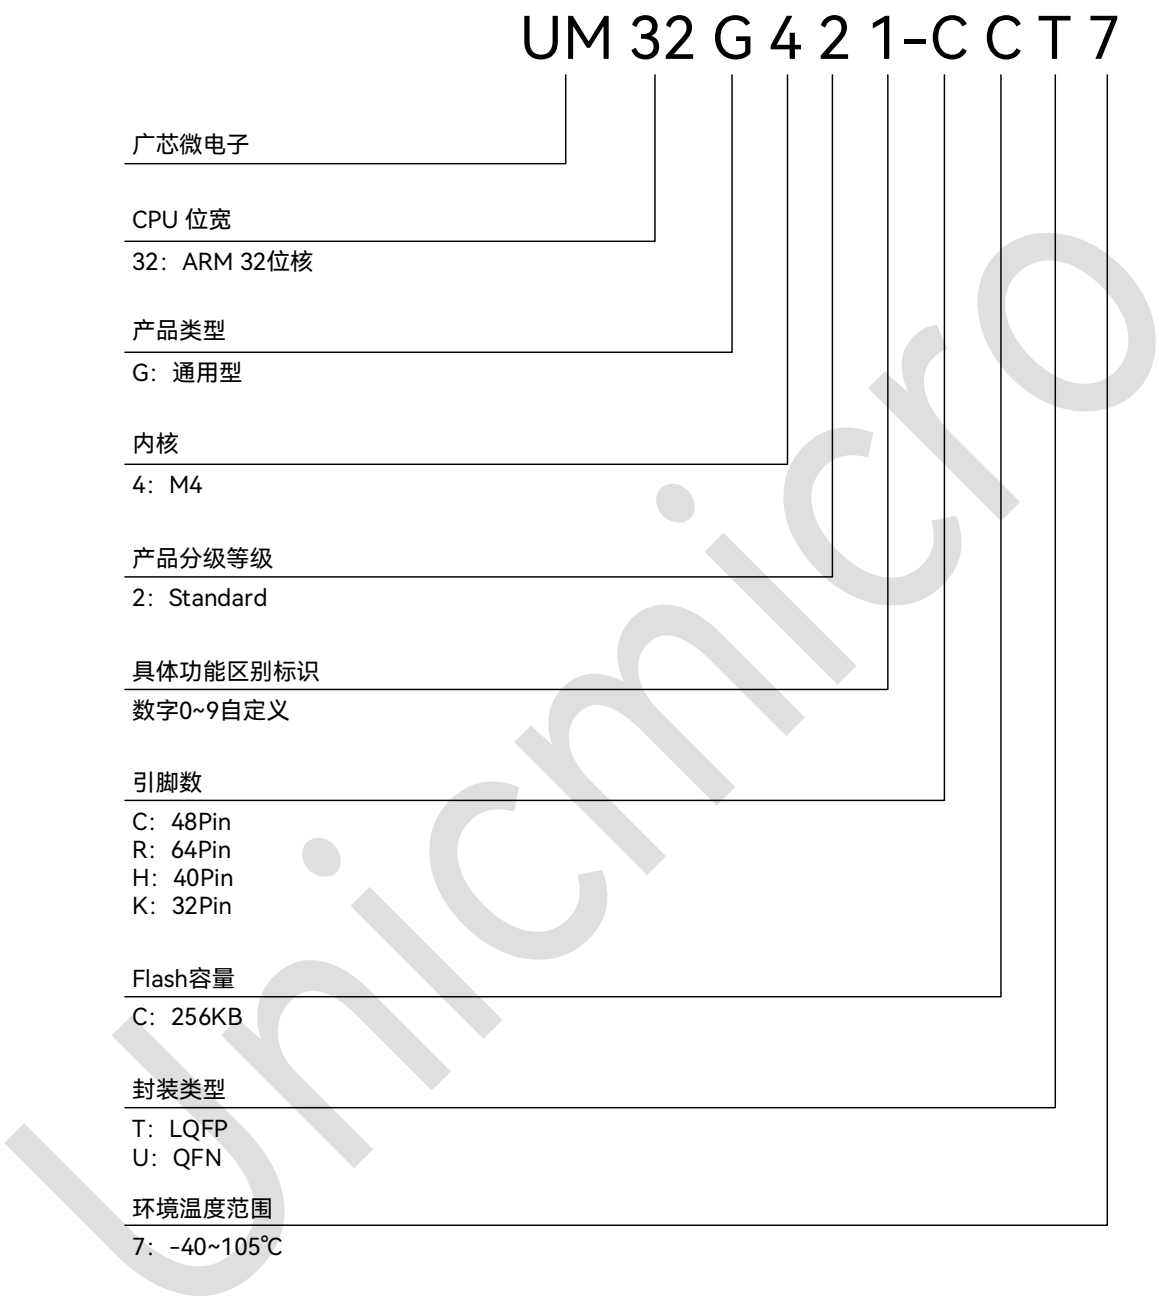 UM 32 G 4 2 1-C C T 7
广芯微电子
CPU 位宽
32：ARM 32位核
产品类型
G：通用型
内核
4：M4
产品分级等级
2：Standard
具体功能区别标识
数字0~9自定义
引脚数
C：48Pin
R：64Pin
H：40Pin
K：32Pin
Flash容量
C：256KB
封装类型
T：LQFP
U：QFN
环境温度范围
7：-40~105℃
Unicmicro